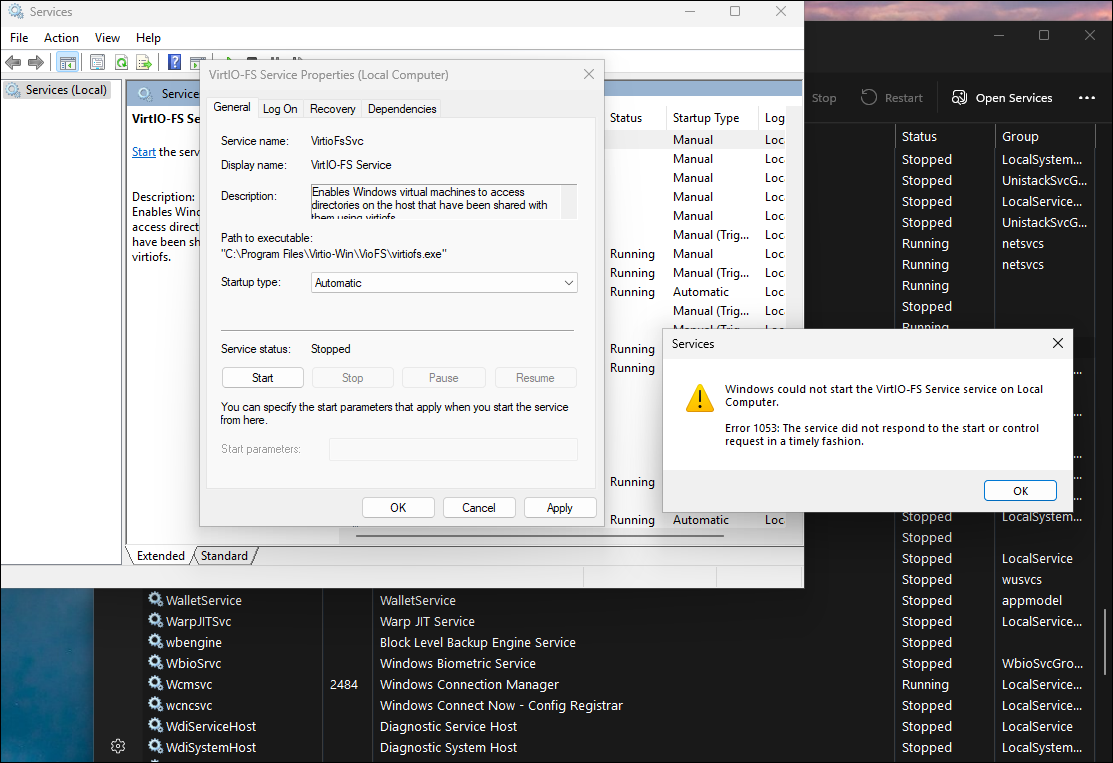 Services
File Action View Help
Services (Local)
Service
VirtIO-FS Se
Start the serv
Description:
Enables Wind
access direct
have been sh
virtiofs.
VirtIO-FS Service Properties (Local Computer)
General Log On Recovery Dependencies
Service name: VirtioFsSvc
Display name: VirtIO-FS Service
Description: Enables Windows virtual machines to access
directories on the host that have been shared with
them using virtiofs
Path to executable:
"C:\Program Files\Virtio-Win\VioFS\virtiofs.exe"
Startup type: Automatic
Service status: Stopped
Start Stop Pause Resume
You can specify the start parameters that apply when you start the service
from here.
Start parameters:
OK Cancel Apply
Status Startup Type Log
Manual Loc
Manual Loc
Manual Loc
Manual Loc
Manual Loc
Manual (Trig... Loc
Running Manual Loc
Running Manual (Trig... Loc
Running Automatic Loc
Manual (Trig... Loc
Manual (Trig...
Running
Running
Running
Running Automatic Loc
Extended Standard
Stop Restart Open Services ...
Status Group
Stopped LocalSystem...
Stopped UnistackSvcG...
Stopped LocalService...
Stopped UnistackSvcG...
Running netsvcs
Running netsvcs
Running
Stopped
Running
Services
Windows could not start the VirtIO-FS Service service on Local
Computer.
Error 1053: The service did not respond to the start or control
request in a timely fashion.
OK
Stopped LocalSystem...
Stopped
Stopped LocalService
Stopped wusvcs
WalletService WalletService Stopped appmodel
WarpJITSvc Warp JIT Service Stopped LocalService...
wbengine Block Level Backup Engine Service Stopped
WbioSrvc Windows Biometric Service Stopped WbioSvcGro...
Wcmsvc 2484 Windows Connection Manager Running LocalService...
wcncsvc Windows Connect Now - Config Registrar Stopped LocalService...
WdiServiceHost Diagnostic Service Host Stopped LocalService
WdiSystemHost Diagnostic System Host Stopped LocalSystem...